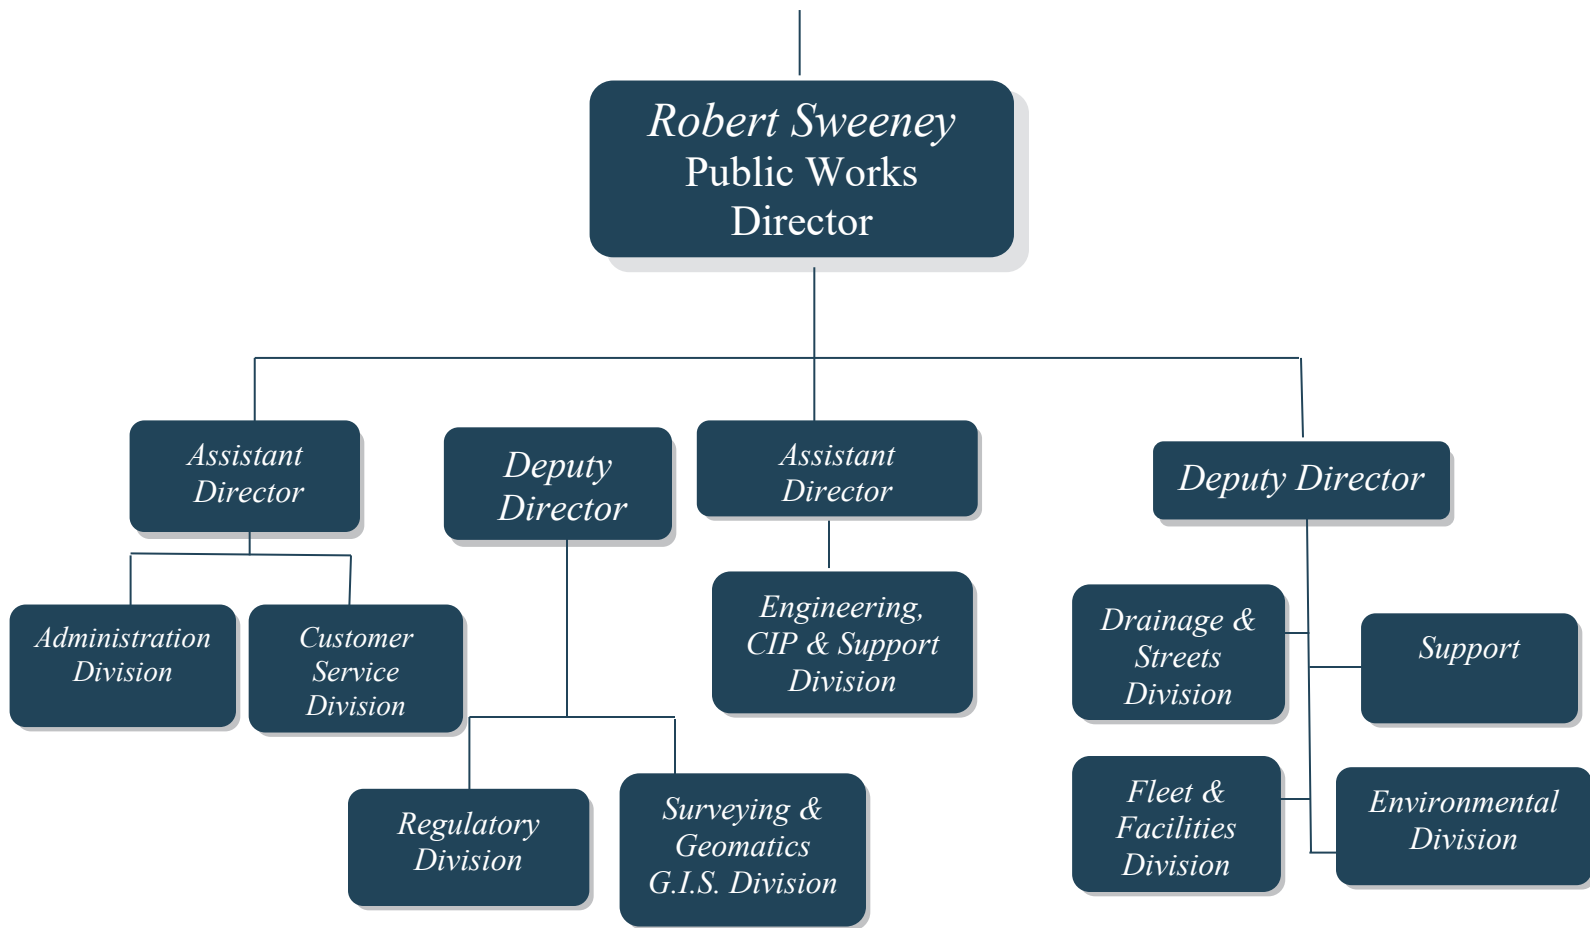 Robert Sweeney
Public Works
Director
Assistant
Director
Deputy
Director
Assistant
Director
Deputy Director
Administration
Division
Customer
Service
Division
Engineering,
CIP & Support
Division
Drainage &
Streets
Division
Support
Regulatory
Division
Surveying &
Geomatics
G.I.S. Division
Fleet &
Facilities
Division
Environmental
Division